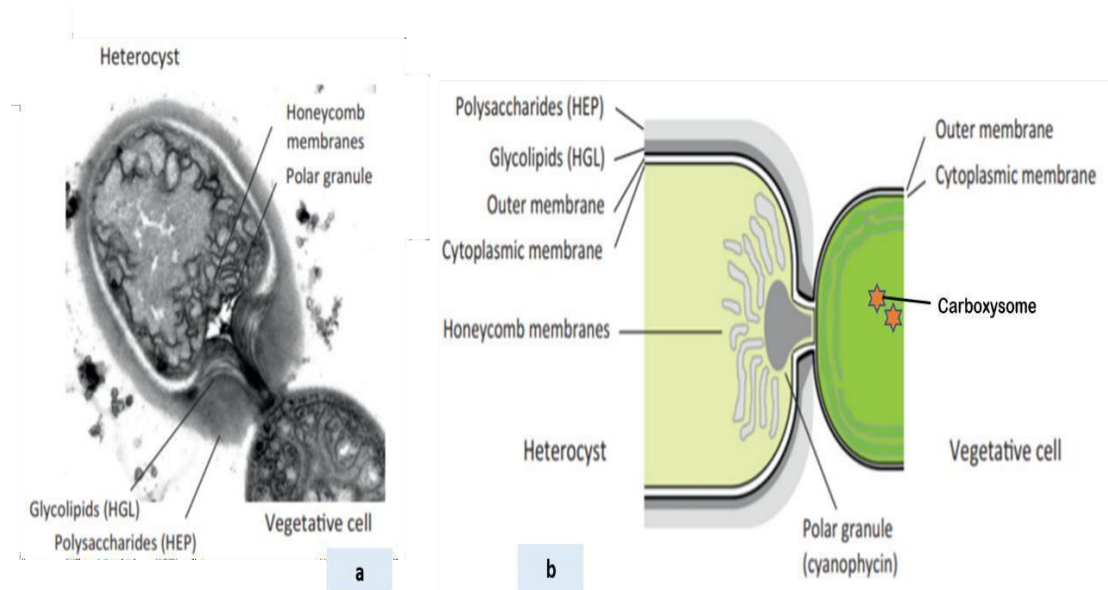 Heterocyst
Honeycomb
membranes
Polar granule
Glycolipids (HGL)
Polysaccharides (HEP)
Vegetative cell
a
Polysaccharides (HEP)
Glycolipids (HGL)
Outer membrane
Cytoplasmic membrane
Honeycomb membranes
Heterocyst
Outer membrane
Cytoplasmic membrane
Carboxysome
Vegetative cell
Polar granule
(cyanophycin)
b